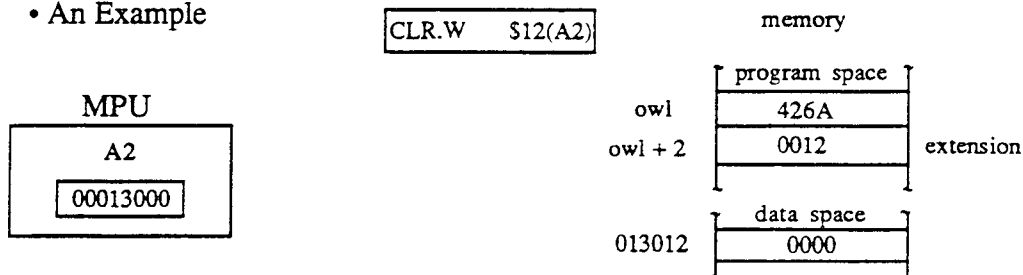 • An Example
CLR.W $12(A2)
memory
program space
MPU
owl 426A
A2
owl + 2 0012 extension
00013000
data space
013012 0000